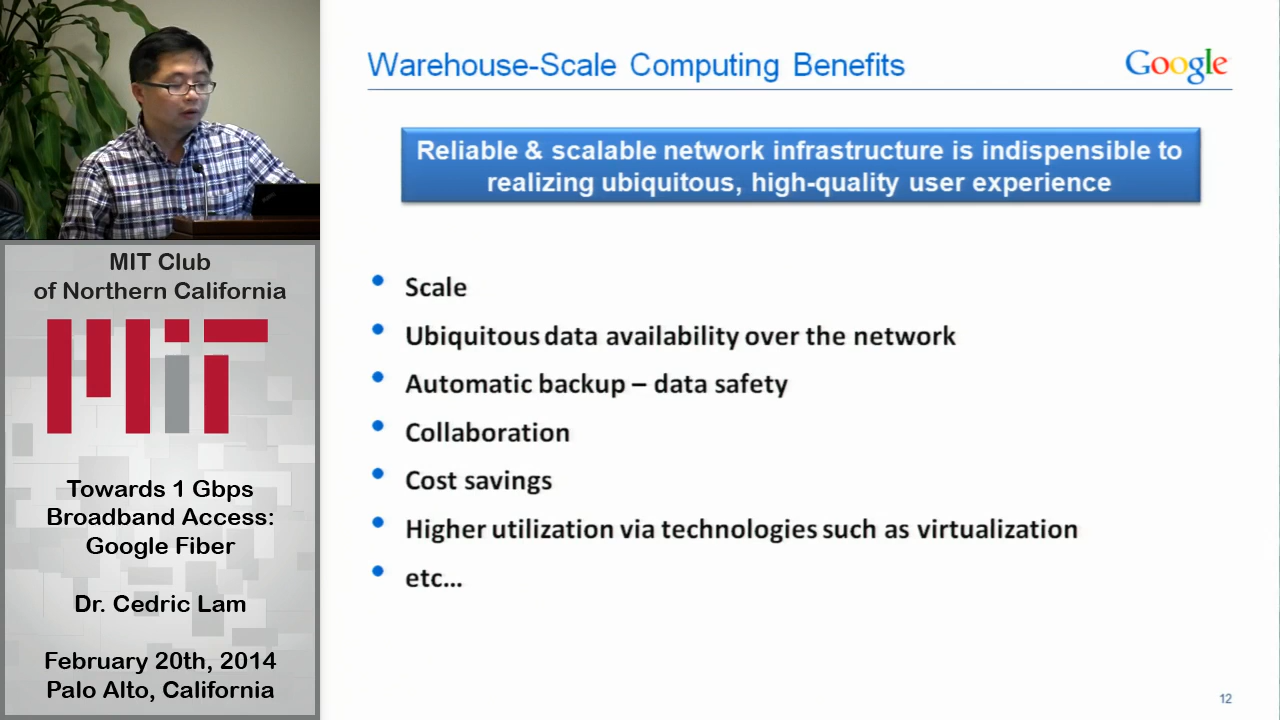 Warehouse-Scale Computing Benefits
Google
Reliable & scalable network infrastructure is indispensible to
realizing ubiquitous, high-quality user experience
• Scale
• Ubiquitous data availability over the network
• Automatic backup – data safety
• Collaboration
• Cost savings
• Higher utilization via technologies such as virtualization
• etc…
12
MIT Club
of Northern California
MIT
Towards 1 Gbps
Broadband Access:
Google Fiber
Dr. Cedric Lam
February 20th, 2014
Palo Alto, California